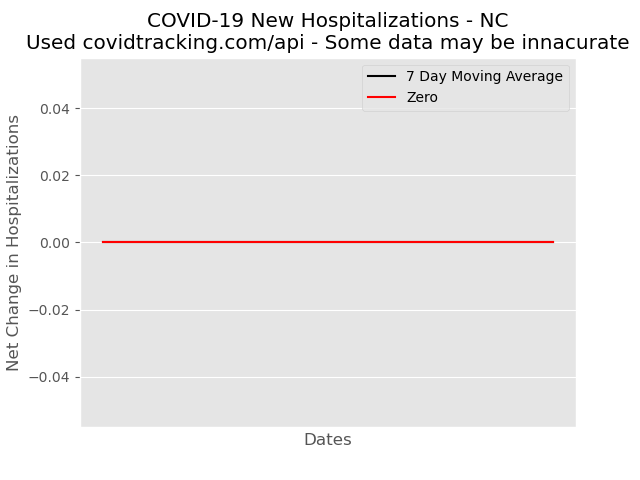 COVID-19 New Hospitalizations - NC
Used covidtracking.com/api - Some data may be innacurate
7 Day Moving Average
Zero
Net Change in Hospitalizations
0.04
0.02
0.00
−0.02
−0.04
Dates